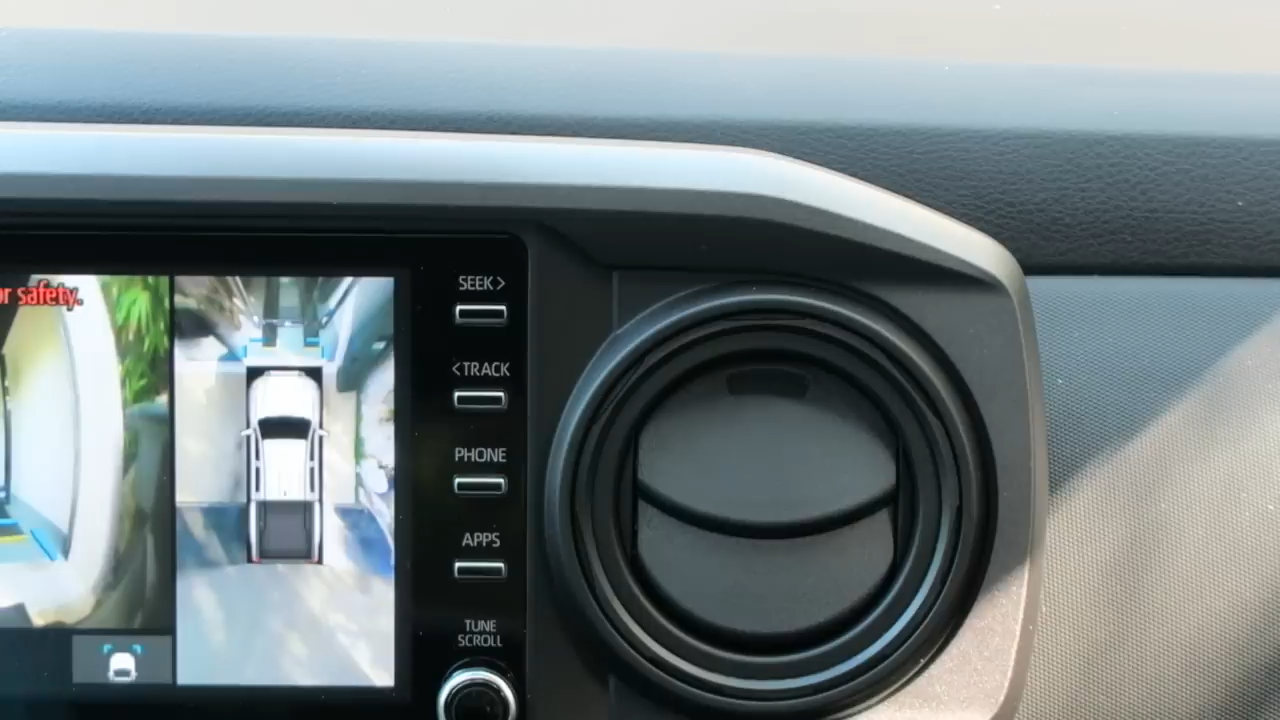 SEEK>
r safety.
<TRACK
PHONE
APPS
TUNE
SCROLL